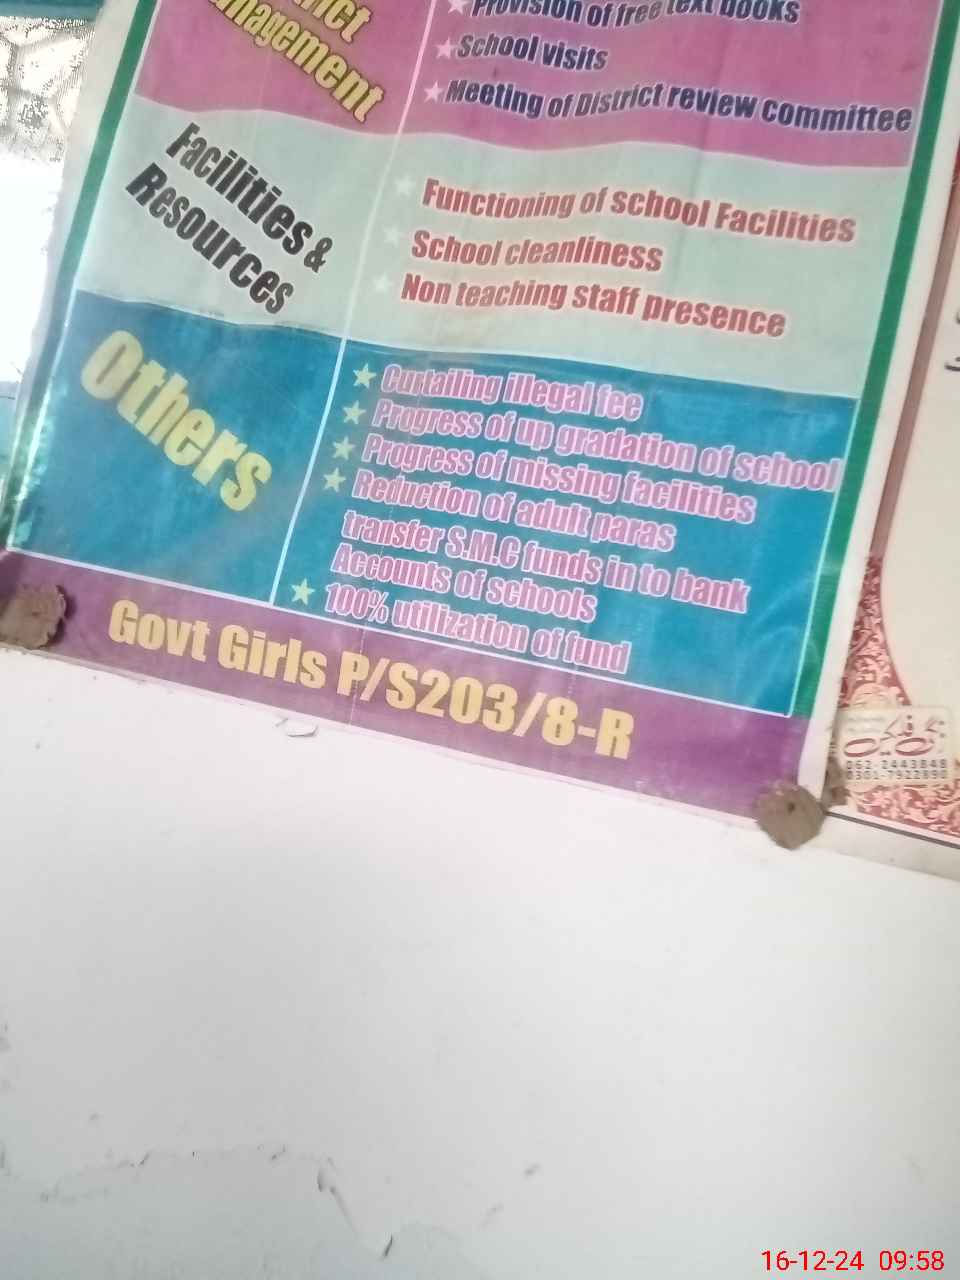 Provision of free text books
School visits
Meeting of District review committee
Facilities &
Resources
Functioning of school Facilities
School cleanliness
Non teaching staff presence
Others
Curtailing illegal fee
Progress of up gradation of school
Progress of missing facilities
Reduction of adult paras
transfer S.M.C funds in to bank
Accounts of schools
100% utilization of fund
Govt Girls P/S203/8-R
062-2443848
0301-7922890
16-12-24 09:58